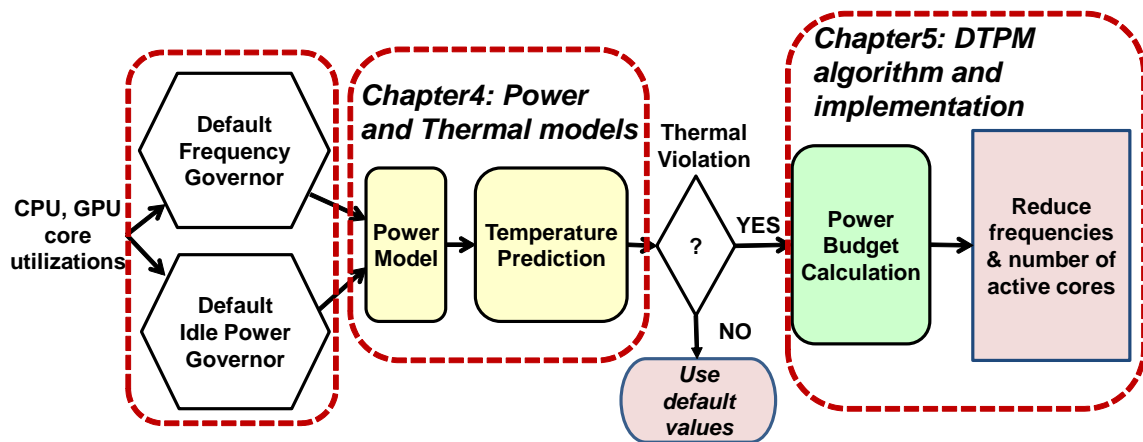 CPU, GPU
core
utilizations
Default
Frequency
Governor
Default
Idle Power
Governor
Chapter4: Power
and Thermal models
Power
Model
Temperature
Prediction
Thermal
Violation
?
YES
NO
Use
default
values
Chapter5: DTPM
algorithm and
implementation
Power
Budget
Calculation
Reduce
frequencies
& number of
active cores